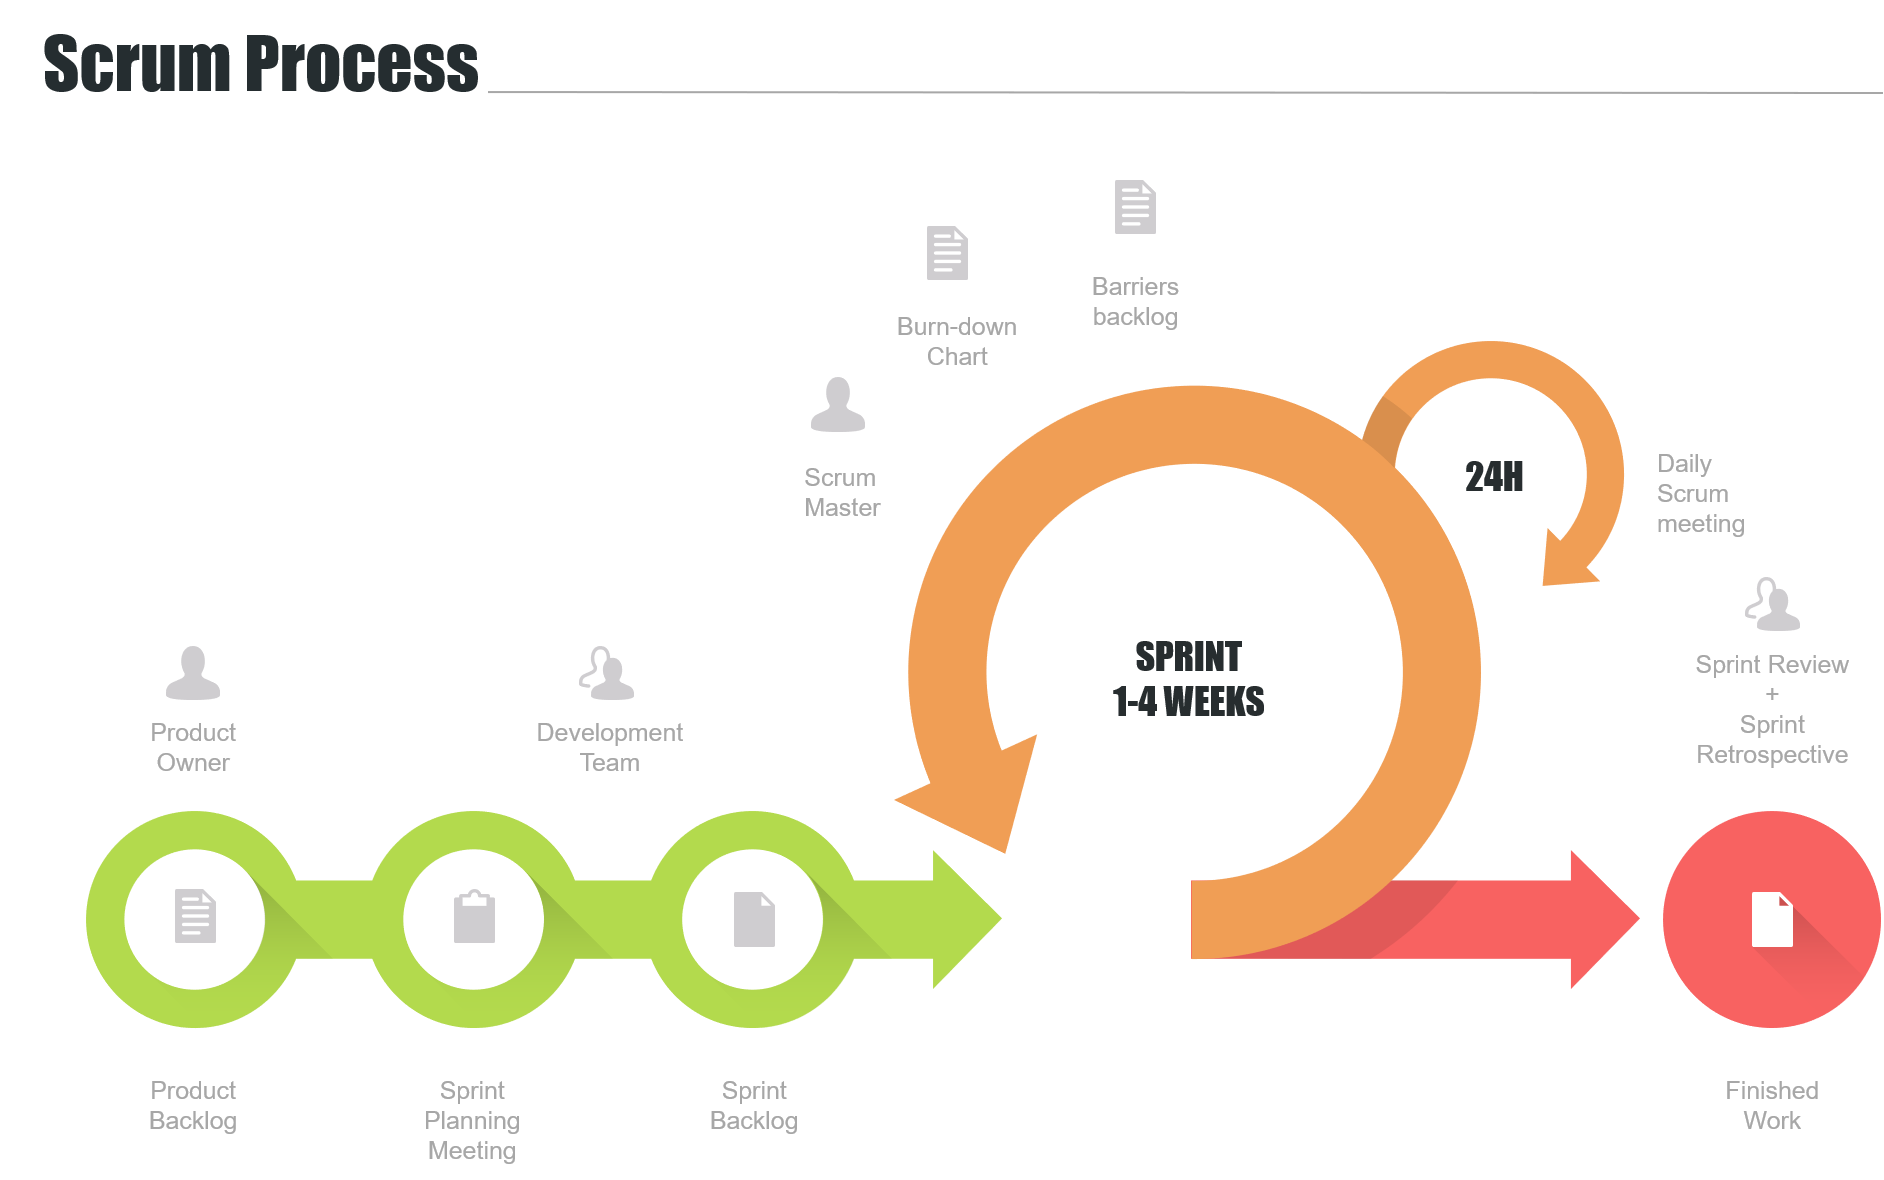 Scrum Process
Barriers
backlog
Burn-down
Chart
Scrum
Master
24H
Daily
Scrum
meeting
SPRINT
1-4 WEEKS
Product
Owner
Development
Team
Sprint Review
+
Sprint
Retrospective
Product
Backlog
Sprint
Planning
Meeting
Sprint
Backlog
Finished
Work